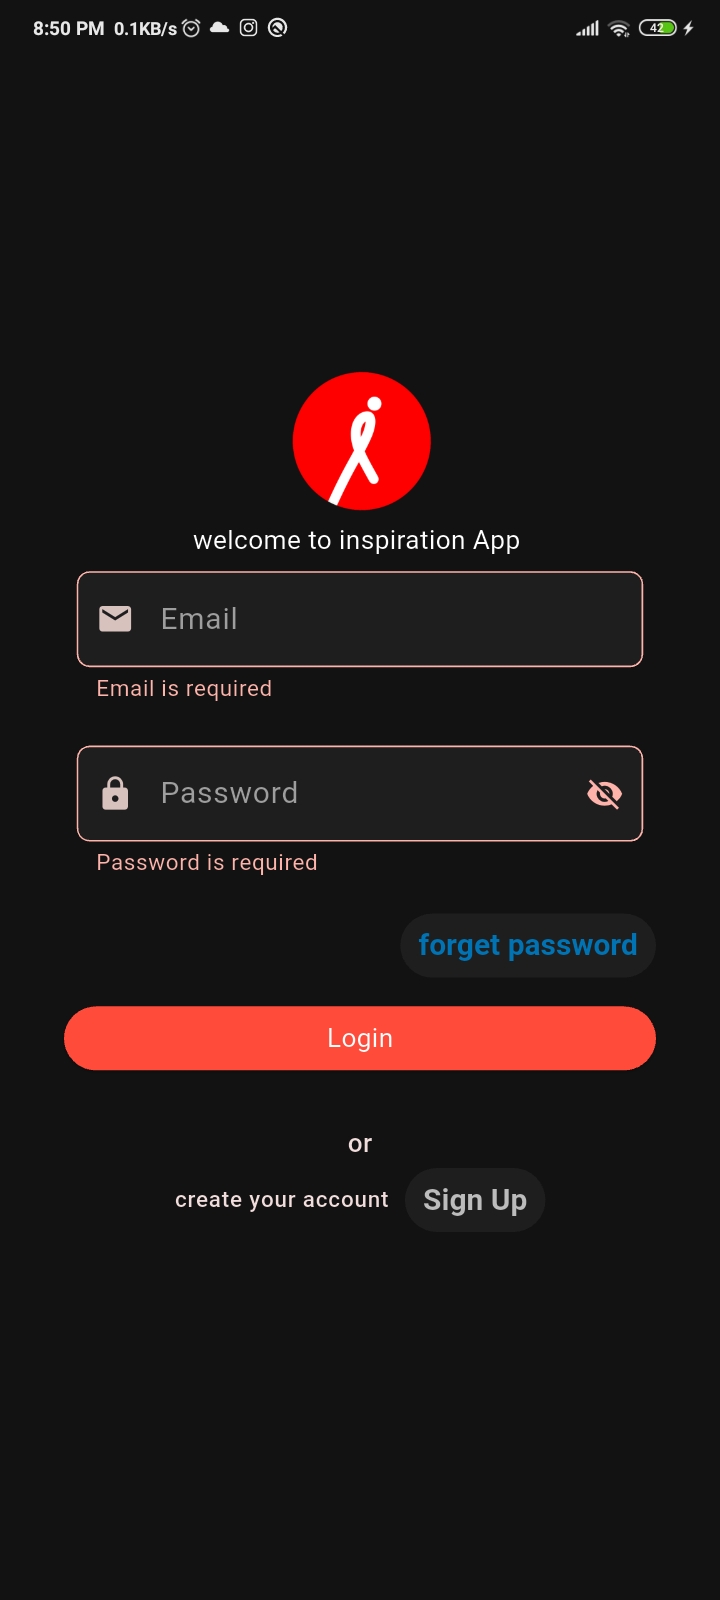 8:50 PM 0.1KB/s 42
welcome to inspiration App
Email
Email is required
Password
Password is required
forget password
Login
or
create your account Sign Up